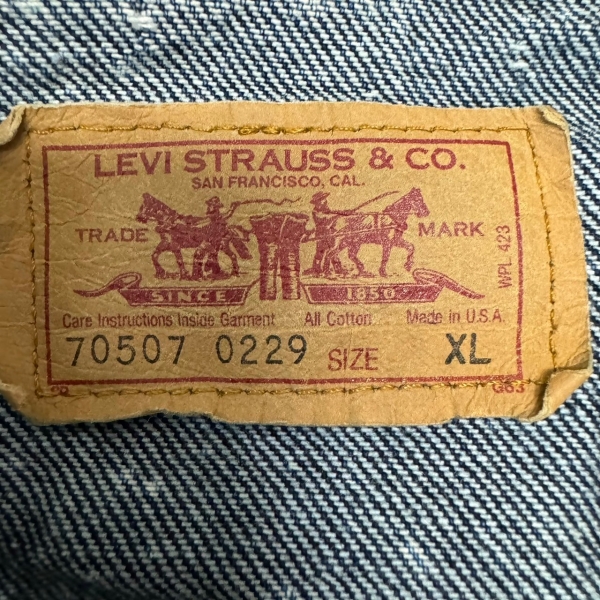 LEVI STRAUSS & CO.
SAN FRANCISCO, CAL.
TRADE MARK
WPL 423
SINCE 1850
Care Instructions Inside Garment All Cotton Made in U.S.A.
70507 0229 SIZE XL